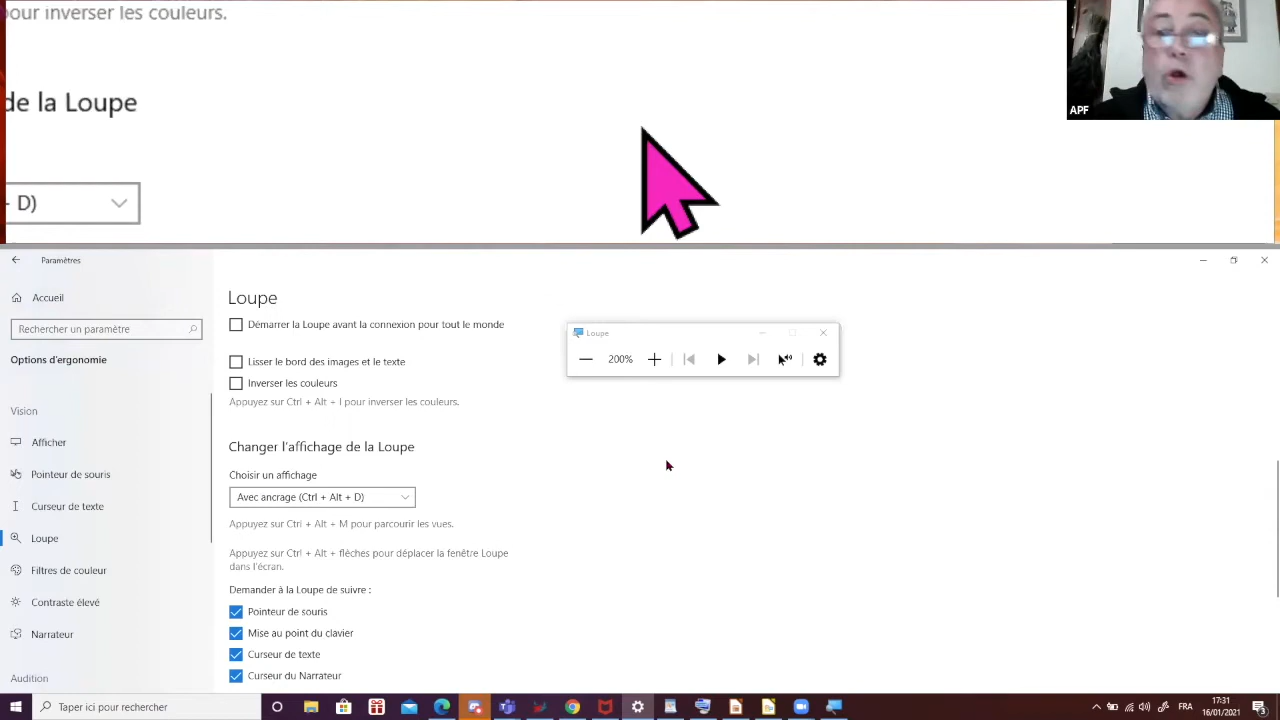 our inverser les couleurs.
de la Loupe
- D)
APF
Paramètres
Accueil
Rechercher un paramètre
Options d'ergonomie
Vision
Afficher
Pointeur de souris
Curseur de texte
Loupe
Filtres de couleur
Contraste élevé
Narrateur
Audition
Loupe
Démarrer la Loupe avant la connexion pour tout le monde
Lisser le bord des images et le texte
Inverser les couleurs
Appuyez sur Ctrl + Alt + I pour inverser les couleurs.
Changer l'affichage de la Loupe
Choisir un affichage
Avec ancrage (Ctrl + Alt + D)
Appuyez sur Ctrl + Alt + M pour parcourir les vues.
Appuyez sur Ctrl + Alt + flèches pour déplacer la fenêtre Loupe
dans l'écran.
Demander à la Loupe de suivre :
Pointeur de souris
Mise au point du clavier
Curseur de texte
Curseur du Narrateur
Loupe
200%
Taper ici pour rechercher
FRA
17:31
16/01/2021
3